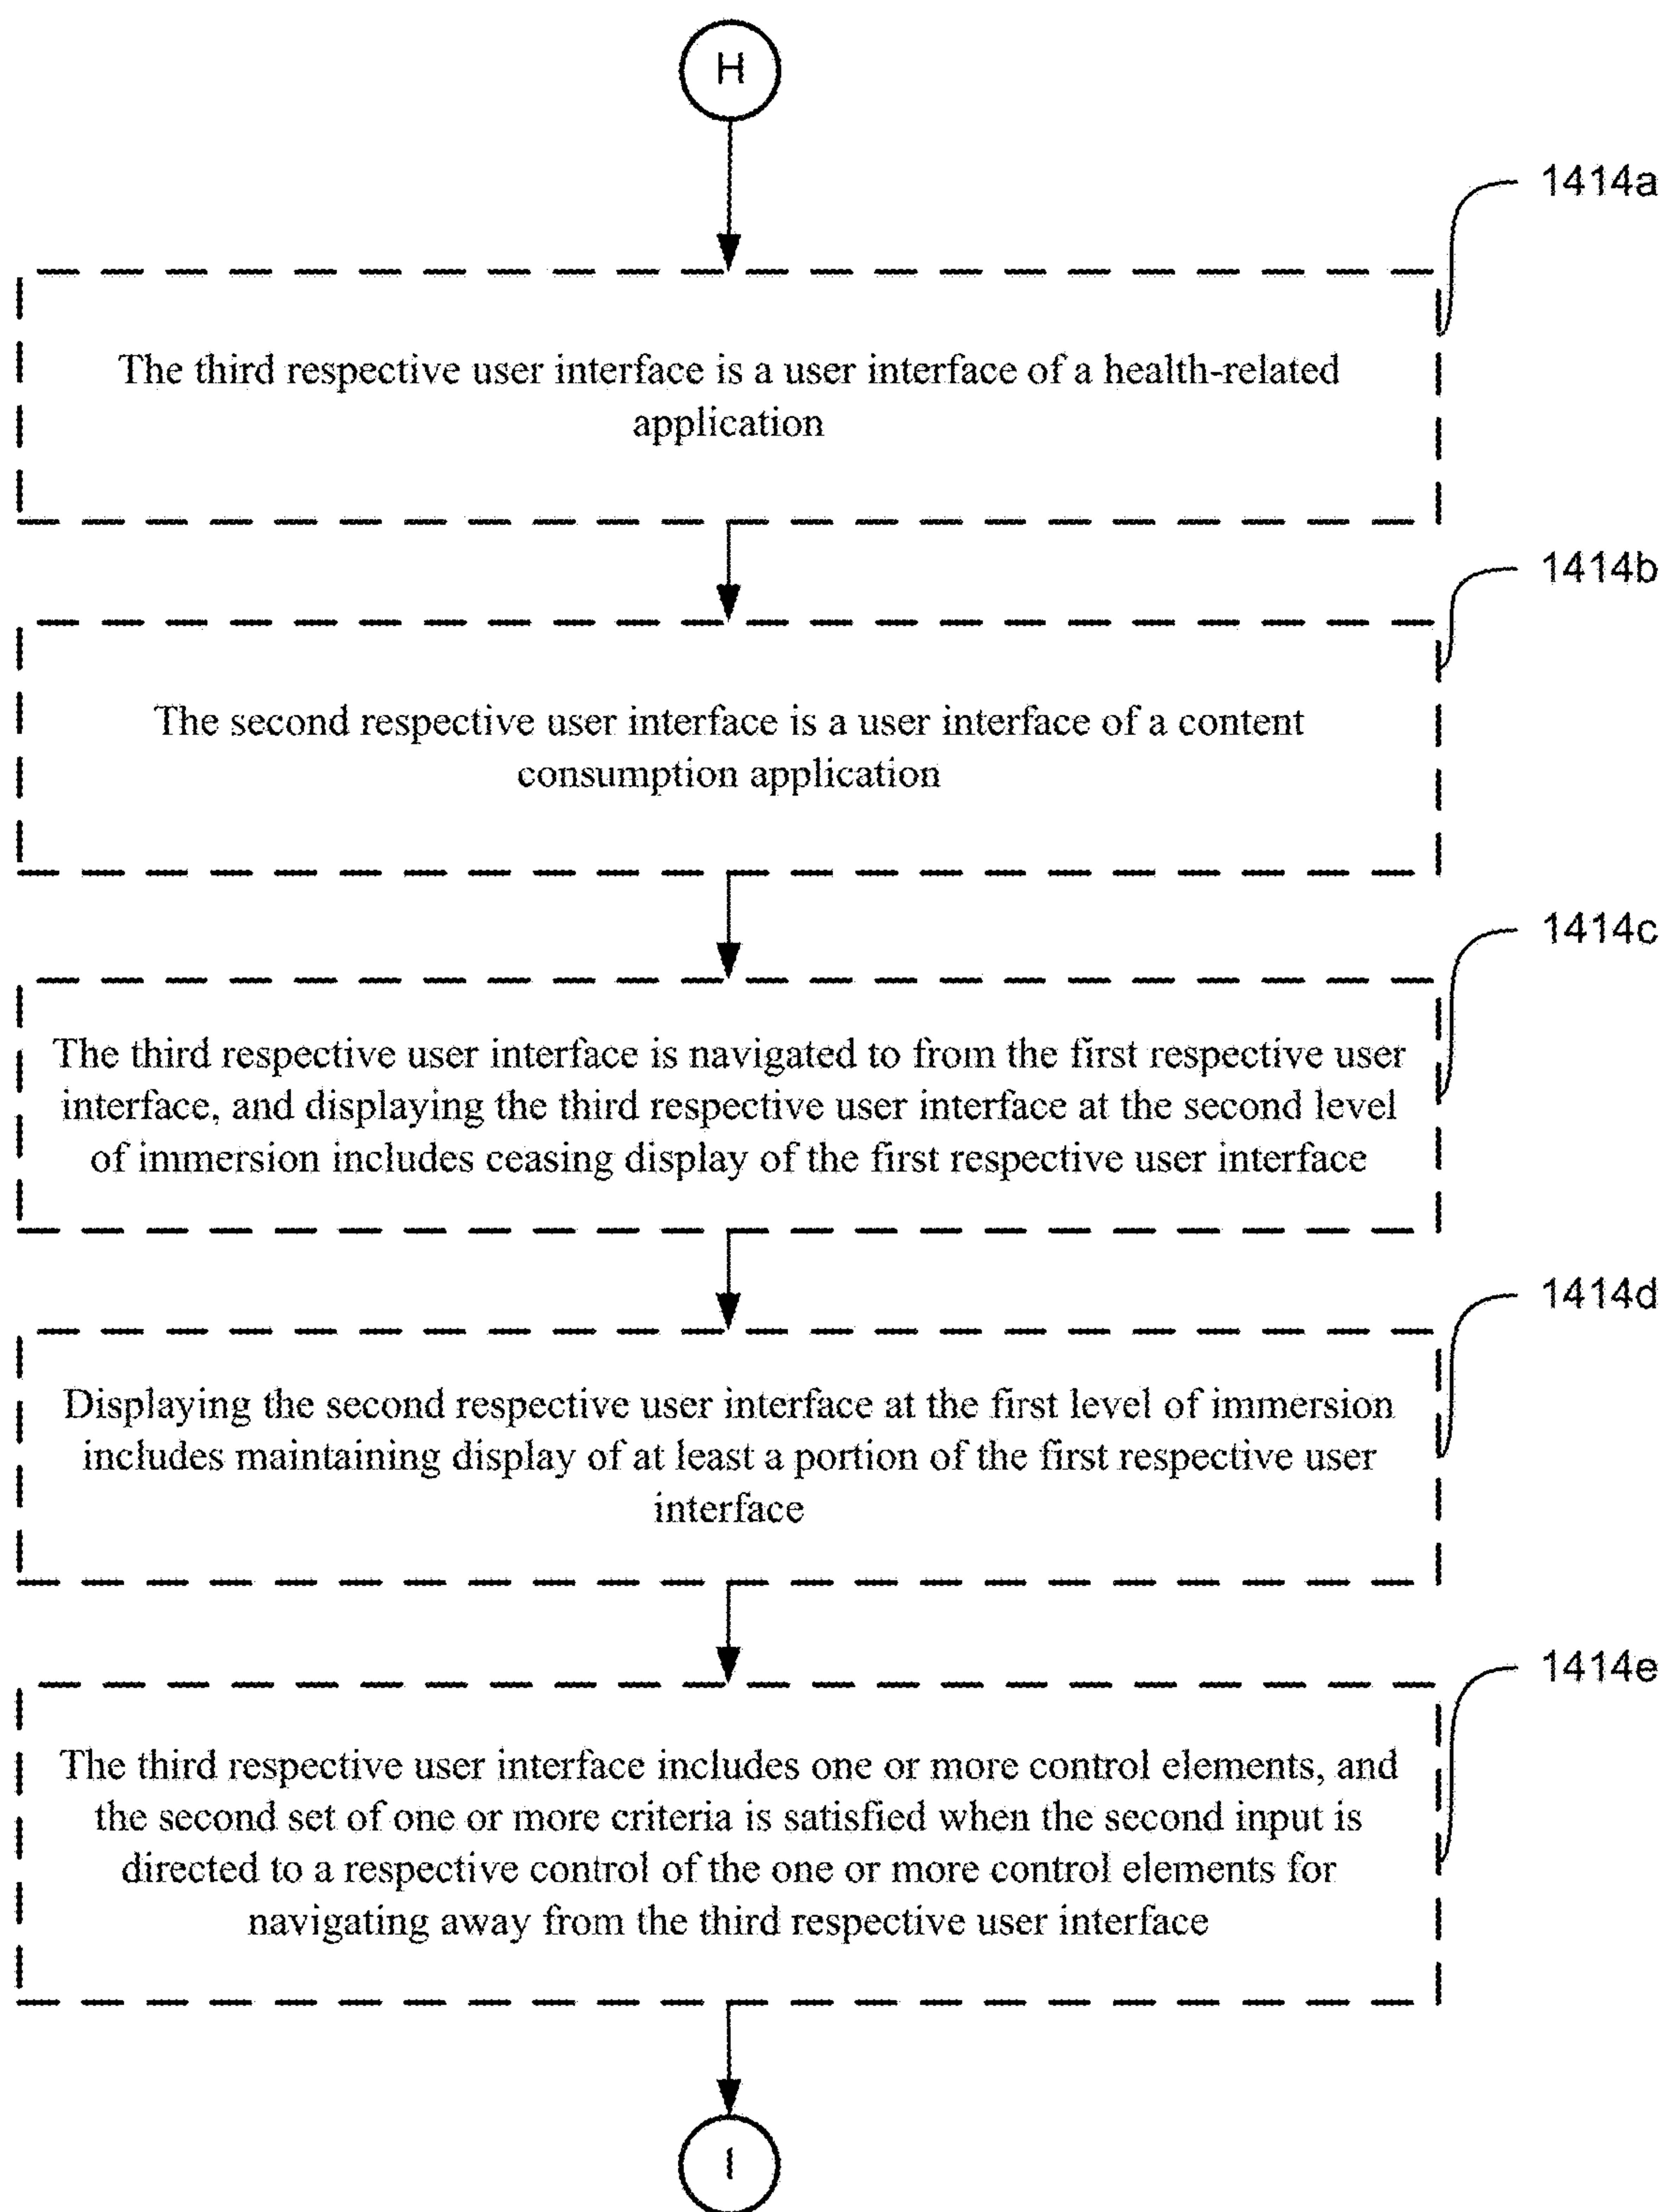 H
1414a
The third respective user interface is a user interface of a health-related
application
1414b
The second respective user interface is a user interface of a content
consumption application
1414c
The third respective user interface is navigated to from the first respective user
interface, and displaying the third respective user interface at the second level
of immersion includes ceasing display of the first respective user interface
1414d
Displaying the second respective user interface at the first level of immersion
includes maintaining display of at least a portion of the first respective user
interface
1414e
The third respective user interface includes one or more control elements, and
the second set of one or more criteria is satisfied when the second input is
directed to a respective control of the one or more control elements for
navigating away from the third respective user interface
I